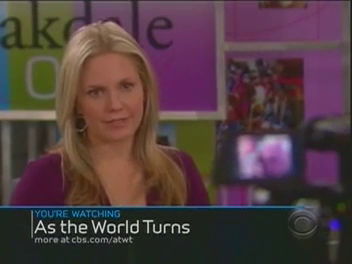 akdale
O
YOU'RE WATCHING
As the World Turns
more at cbs.com/atwt